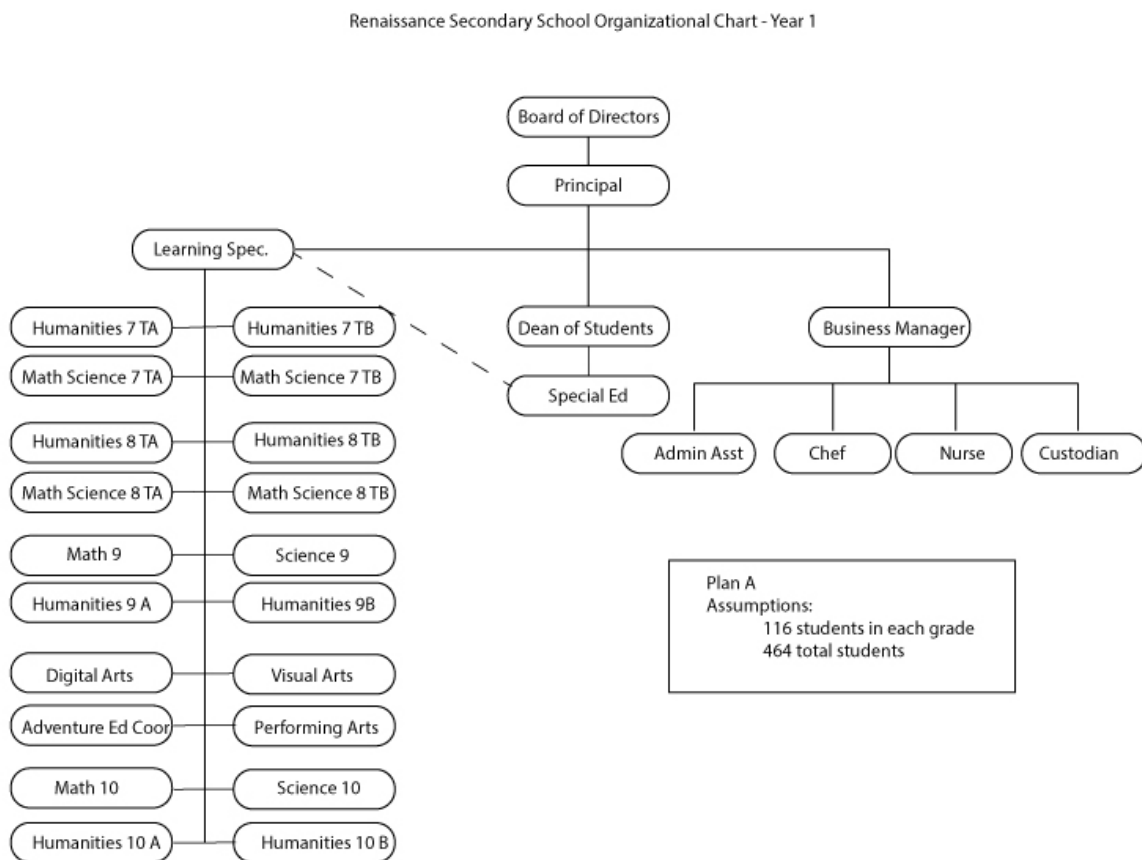 Renaissance Secondary School Organizational Chart - Year 1
Board of Directors
Principal
Learning Spec.
Dean of Students
Business Manager
Special Ed
Admin Asst
Chef
Nurse
Custodian
Humanities 7 TA
Humanities 7 TB
Math Science 7 TA
Math Science 7 TB
Humanities 8 TA
Humanities 8 TB
Math Science 8 TA
Math Science 8 TB
Math 9
Science 9
Humanities 9 A
Humanities 9B
Digital Arts
Visual Arts
Adventure Ed Coor
Performing Arts
Math 10
Science 10
Humanities 10 A
Humanities 10 B
Plan A
Assumptions:
116 students in each grade
464 total students